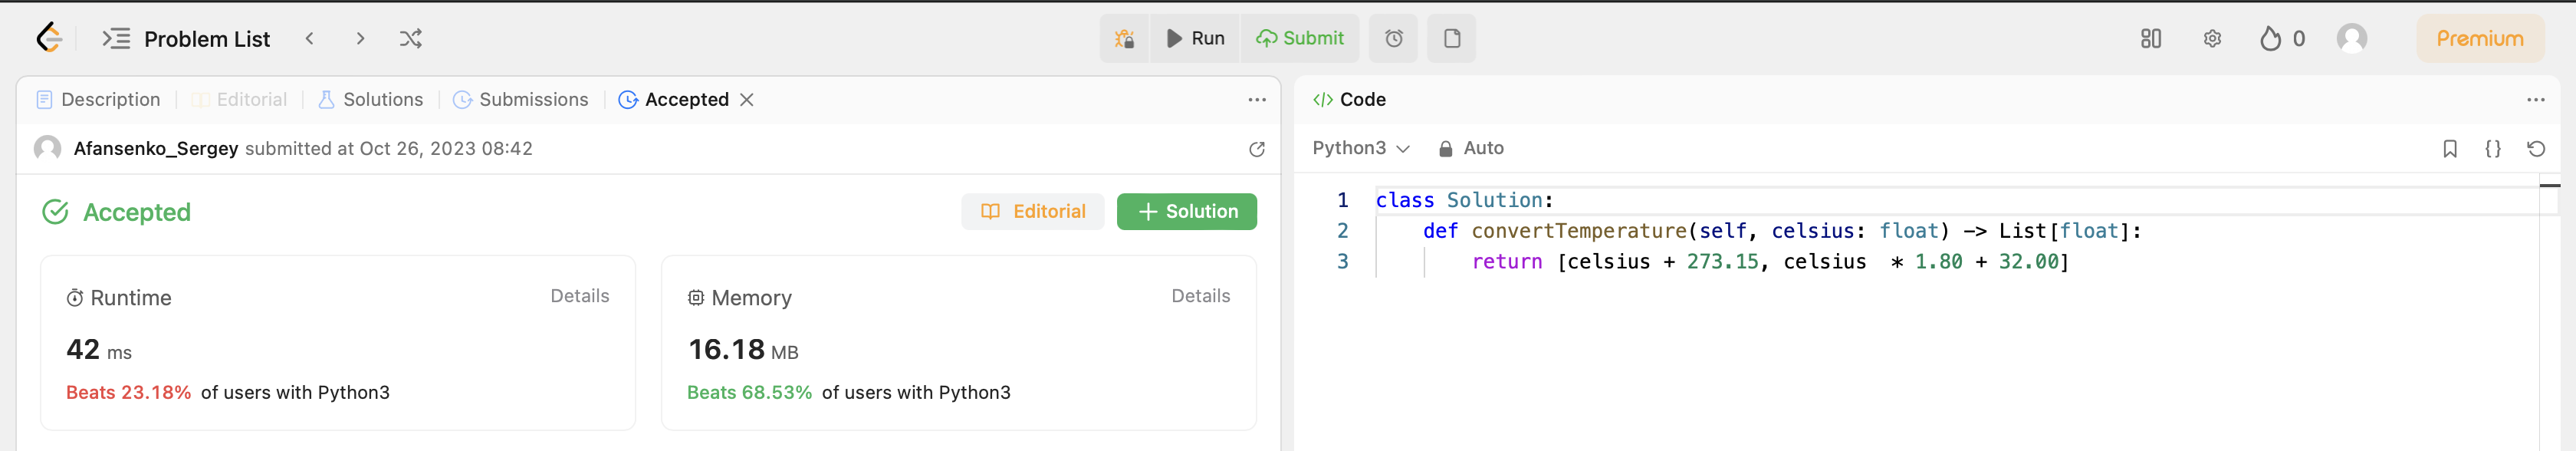 Problem List
Run
Submit
0
Premium
Description
Editorial
Solutions
Submissions
Accepted
Afansenko_Sergey submitted at Oct 26, 2023 08:42
Accepted
Editorial
Solution
Runtime
Details
42 ms
Beats 23.18% of users with Python3
Memory
Details
16.18 MB
Beats 68.53% of users with Python3
</> Code
Python3
Auto
{}
1 class Solution:
2     def convertTemperature(self, celsius: float) -> List[float]:
3         return [celsius + 273.15, celsius  * 1.80 + 32.00]